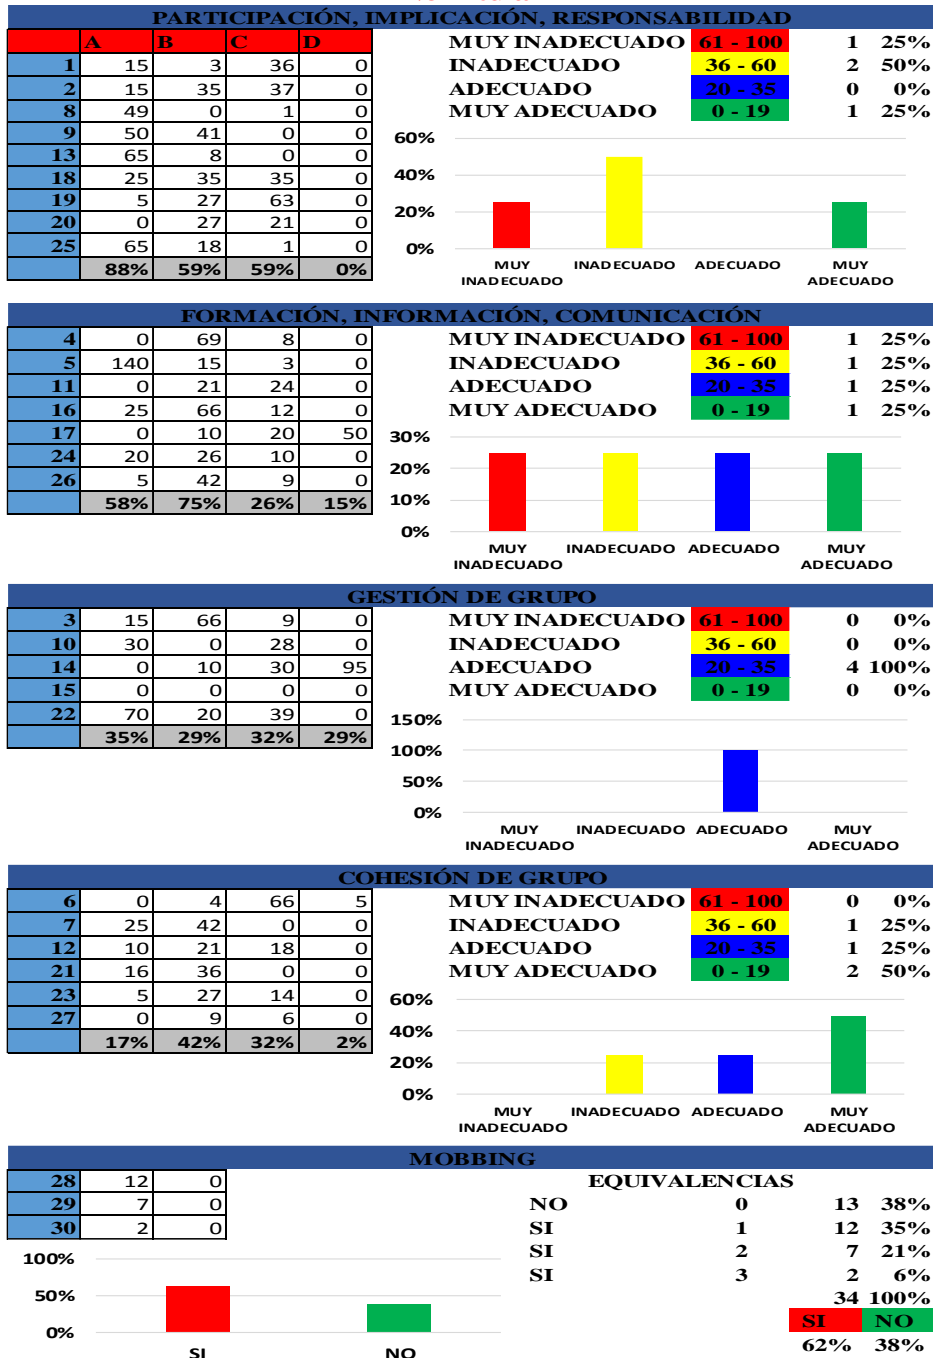 PARTICIPACIÓN, IMPLICACIÓN, RESPONSABILIDAD
A B C D MUY INADECUADO 61 - 100 1 25%
1 15 3 36 0 INADECUADO 36 - 60 2 50%
2 15 35 37 0 ADECUADO 20 - 35 0 0%
8 49 0 1 0 MUY ADECUADO 0 - 19 1 25%
9 50 41 0 0
13 65 8 0 0
18 25 35 35 0
19 5 27 63 0
20 0 27 21 0
25 65 18 1 0
88% 59% 59% 0%
60%
40%
20%
0%
MUY INADECUADO INADECUADO ADECUADO MUY ADECUADO
FORMACIÓN, INFORMACIÓN, COMUNICACIÓN
4 0 69 8 0 MUY INADECUADO 61 - 100 1 25%
5 140 15 3 0 INADECUADO 36 - 60 1 25%
11 0 21 24 0 ADECUADO 20 - 35 1 25%
16 25 66 12 0 MUY ADECUADO 0 - 19 1 25%
17 0 10 20 50
24 20 26 10 0
26 5 42 9 0
58% 75% 26% 15%
30%
20%
10%
0%
MUY INADECUADO INADECUADO ADECUADO MUY ADECUADO
GESTIÓN DE GRUPO
3 15 66 9 0 MUY INADECUADO 61 - 100 0 0%
10 30 0 28 0 INADECUADO 36 - 60 0 0%
14 0 10 30 95 ADECUADO 20 - 35 4 100%
15 0 0 0 0 MUY ADECUADO 0 - 19 0 0%
22 70 20 39 0
35% 29% 32% 29%
150%
100%
50%
0%
MUY INADECUADO INADECUADO ADECUADO MUY ADECUADO
COHESIÓN DE GRUPO
6 0 4 66 5 MUY INADECUADO 61 - 100 0 0%
7 25 42 0 0 INADECUADO 36 - 60 1 25%
12 10 21 18 0 ADECUADO 20 - 35 1 25%
21 16 36 0 0 MUY ADECUADO 0 - 19 2 50%
23 5 27 14 0
27 0 9 6 0
17% 42% 32% 2%
60%
40%
20%
0%
MUY INADECUADO INADECUADO ADECUADO MUY ADECUADO
MOBBING
28 12 0 EQUIVALENCIAS
29 7 0 NO 0 13 38%
30 2 0 SI 1 12 35%
SI 2 7 21%
SI 3 2 6%
34 100%
SI NO
62% 38%
100%
50%
0%
SI NO